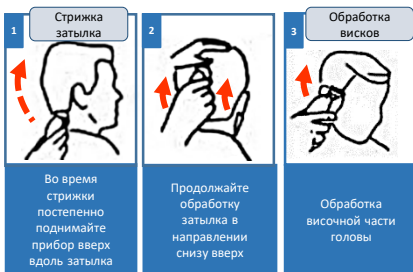 1
Стрижка
затылка
2
3
Обработка
висков
Во время
стрижки
постепенно
поднимайте
прибор вверх
вдоль затылка
Продолжайте
обработку
затылка в
направлении
снизу вверх
Обработка
височной части
головы